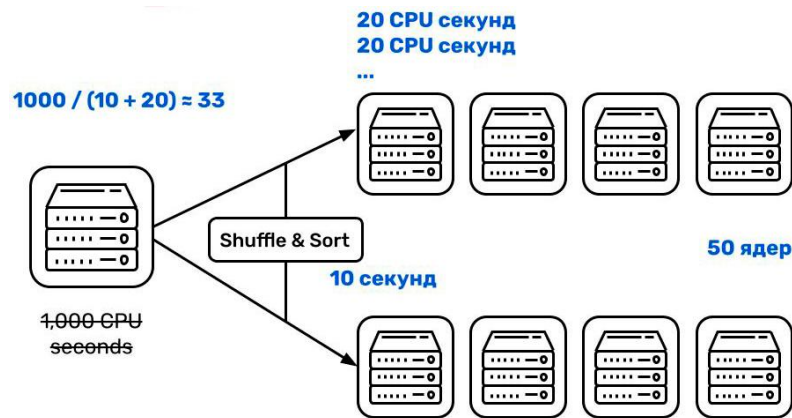 20 CPU секунд
20 CPU секунд
...
1000 / (10 + 20) ≈ 33
Shuffle & Sort
50 ядер
10 секунд
1,000 CPU
seconds